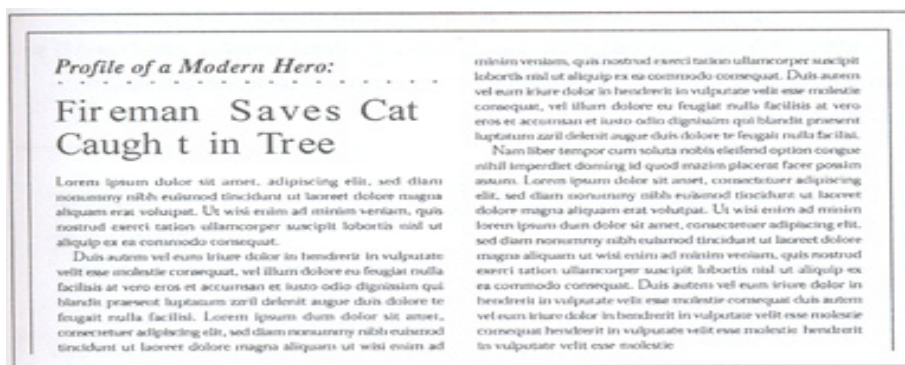 Profile of a Modern Hero:
Fireman Saves Cat
Caught in Tree
Lorem ipsum dolor sit amet, adipiscing elit, sed diam
nonummy nibh euismod tincidunt ut laoreet dolore magna
aliquam erat volutpat. Ut wisi enim ad minim veniam, quis
nostrud exerci tation ullamcorper suscipit lobortis nisl ut
aliquip ex ea commodo consequat.
Duis autem vel eum iriure dolor in hendrerit in vulputate
velit esse molestie consequat, vel illum dolore eu feugiat nulla
facilisis at vero eros et accumsan et iusto odio dignissim qui
blandit praesent luptatum zzril delenit augue duis dolore te
feugait nulla facilisi. Lorem ipsum dum dolor sit amet,
consectetuer adipiscing elit, sed diam nonummy nibh euismod
tincidunt ut laoreet dolore magna aliquam ut wisi enim ad
minim veniam, quis nostrud exerci tation ullamcorper suscipit
lobortis nisl ut aliquip ex ea commodo consequat. Duis autem
vel eum iriure dolor in hendrerit in vulputate velit esse molestie
consequat, vel illum dolore eu feugiat nulla facilisis at vero
eros et accumsan et iusto odio dignissim qui blandit praesent
luptatum zzril delenit augue duis dolore te feugait nulla facilisi.
Nam liber tempor cum soluta nobis eleifend option congue
nihil imperdiet doming id quod mazim placerat facer possim
assum. Lorem ipsum dolor sit amet, consectetuer adipiscing
elit, sed diam nonummy nibh euismod tincidunt ut laoreet
dolore magna aliquam erat volutpat. Ut wisi enim ad minim
lorem ipsum dum dolor sit amet, consectetuer adipiscing elit,
sed diam nonummy nibh euismod tincidunt ut laoreet dolore
magna aliquam ut wisi enim ad minim veniam, quis nostrud
exerci tation ullamcorper suscipit lobortis nisl ut aliquip ex
ea commodo consequat. Duis autem vel eum iriure dolor in
hendrerit in vulputate velit esse molestie consequat duis autem
vel eum iriure dolor in hendrerit in vulputate velit esse molestie
consequat hendrerit in vulputate velit esse molestie hendrerit
in vulputate velit esse molestie